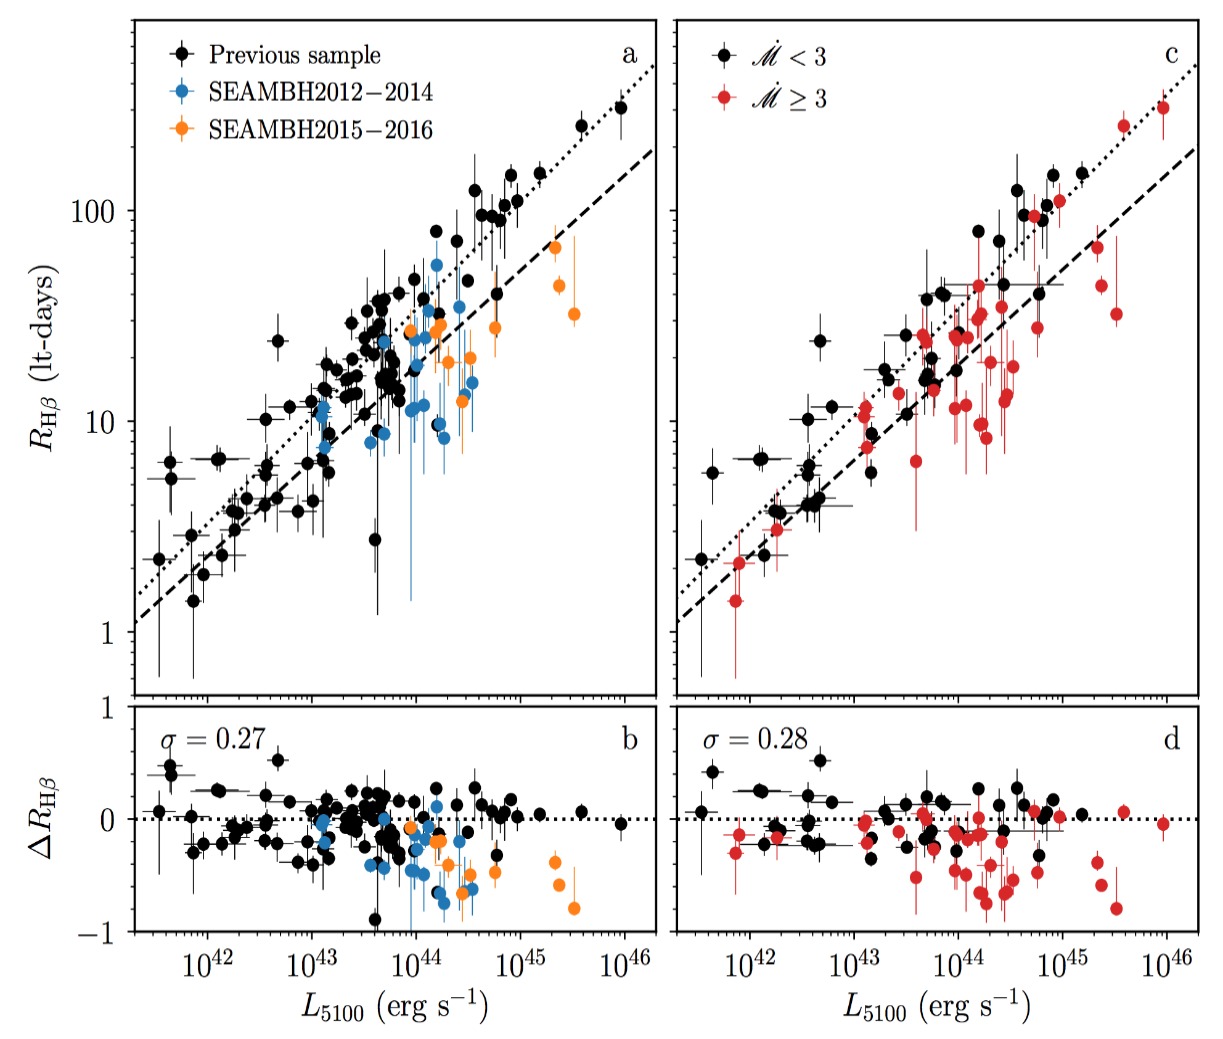 a
Previous sample
SEAMBH2012−2014
SEAMBH2015−2016
c
ℳ̇ < 3
ℳ̇ ≥ 3
100
10
1
R_Hβ (lt-days)
b
σ = 0.27
d
σ = 0.28
1
0
−1
ΔR_Hβ
10^42 10^43 10^44 10^45 10^46
10^42 10^43 10^44 10^45 10^46
L_5100 (erg s^−1)
L_5100 (erg s^−1)